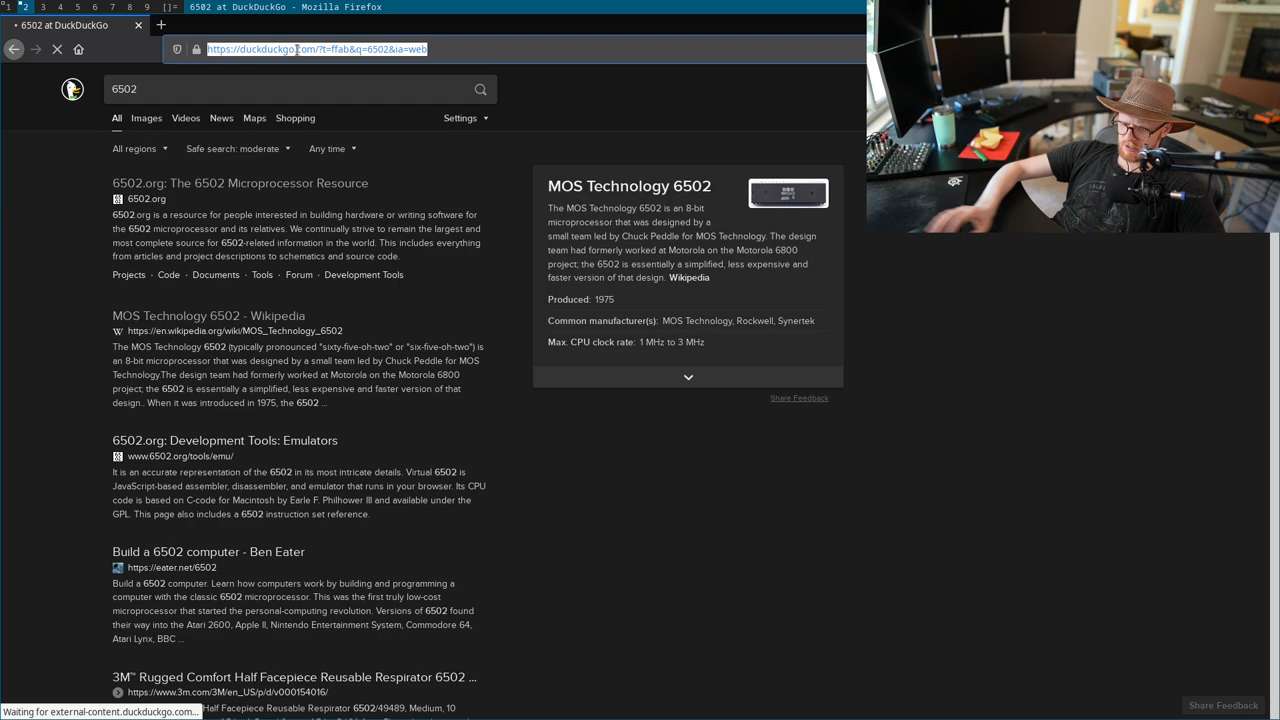 1 2 3 4 5 6 7 8 9 []= 6502 at DuckDuckGo - Mozilla Firefox
6502 at DuckDuckGo
https://duckduckgo.com/?t=ffab&q=6502&ia=web
6502
All Images Videos News Maps Shopping Settings
All regions Safe search: moderate Any time
6502.org: The 6502 Microprocessor Resource
6502.org
6502.org is a resource for people interested in building hardware or writing software for
the 6502 microprocessor and its relatives. We continually strive to remain the largest and
most complete source for 6502-related information in the world. This includes everything
from articles and project descriptions to schematics and source code.
Projects · Code · Documents · Tools · Forum · Development Tools
MOS Technology 6502 - Wikipedia
W https://en.wikipedia.org/wiki/MOS_Technology_6502
The MOS Technology 6502 (typically pronounced "sixty-five-oh-two" or "six-five-oh-two") is
an 8-bit microprocessor that was designed by a small team led by Chuck Peddle for MOS
Technology.The design team had formerly worked at Motorola on the Motorola 6800
project; the 6502 is essentially a simplified, less expensive and faster version of that
design.. When it was introduced in 1975, the 6502 ...
6502.org: Development Tools: Emulators
www.6502.org/tools/emu/
It is an accurate representation of the 6502 in its most intricate details. Virtual 6502 is
JavaScript-based assembler, disassembler, and emulator that runs in your browser. Its CPU
code is based on C-code for Macintosh by Earle F. Philhower III and available under the
GPL. This page also includes a 6502 instruction set reference.
Build a 6502 computer - Ben Eater
https://eater.net/6502
Build a 6502 computer. Learn how computers work by building and programming a
computer with the classic 6502 microprocessor. This was the first truly low-cost
microprocessor that started the personal-computing revolution. Versions of 6502 found
their way into the Atari 2600, Apple II, Nintendo Entertainment System, Commodore 64,
Atari Lynx, BBC ...
3M™ Rugged Comfort Half Facepiece Reusable Respirator 6502 ...
https://www.3m.com/3M/en_US/p/d/v000154016/
Half Facepiece Reusable Respirator 6502/49489, Medium, 10
Waiting for external-content.duckduckgo.com...
MOS Technology 6502
The MOS Technology 6502 is an 8-bit
microprocessor that was designed by a
small team led by Chuck Peddle for MOS Technology. The design
team had formerly worked at Motorola on the Motorola 6800
project; the 6502 is essentially a simplified, less expensive and
faster version of that design. Wikipedia
Produced: 1975
Common manufacturer(s): MOS Technology, Rockwell, Synertek
Max. CPU clock rate: 1 MHz to 3 MHz
Share Feedback
Share Feedback